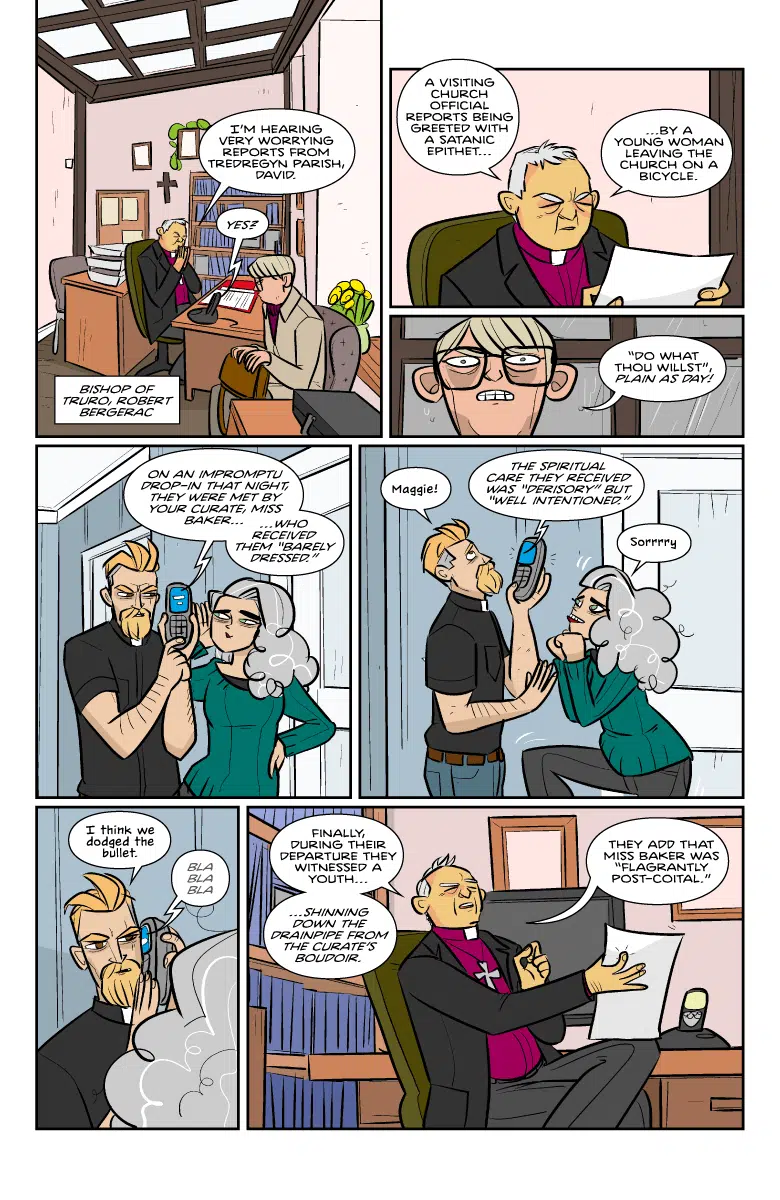 I'M HEARING
VERY WORRYING
REPORTS FROM
TREDREGYN PARISH,
DAVID.
YES?
BISHOP OF
TRURO, ROBERT
BERGERAC
A VISITING
CHURCH
OFFICIAL
REPORTS BEING
GREETED WITH
A SATANIC
EPITHET...
...BY A
YOUNG WOMAN
LEAVING THE
CHURCH ON A
BICYCLE.
"DO WHAT
THOU WILLST",
PLAIN AS DAY!
ON AN IMPROMPTU
DROP-IN THAT NIGHT,
THEY WERE MET BY
YOUR CURATE, MISS
BAKER...
...WHO
RECEIVED
THEM "BARELY
DRESSED."
Maggie!
THE SPIRITUAL
CARE THEY RECEIVED
WAS "DERISORY" BUT
"WELL INTENTIONED."
Sorrrry
I think we
dodged the
bullet.
BLA
BLA
BLA
FINALLY,
DURING THEIR
DEPARTURE THEY
WITNESSED A
YOUTH...
...SHINNING
DOWN THE
DRAINPIPE FROM
THE CURATE'S
BOUDOIR.
THEY ADD THAT
MISS BAKER WAS
"FLAGRANTLY
POST-COITAL."